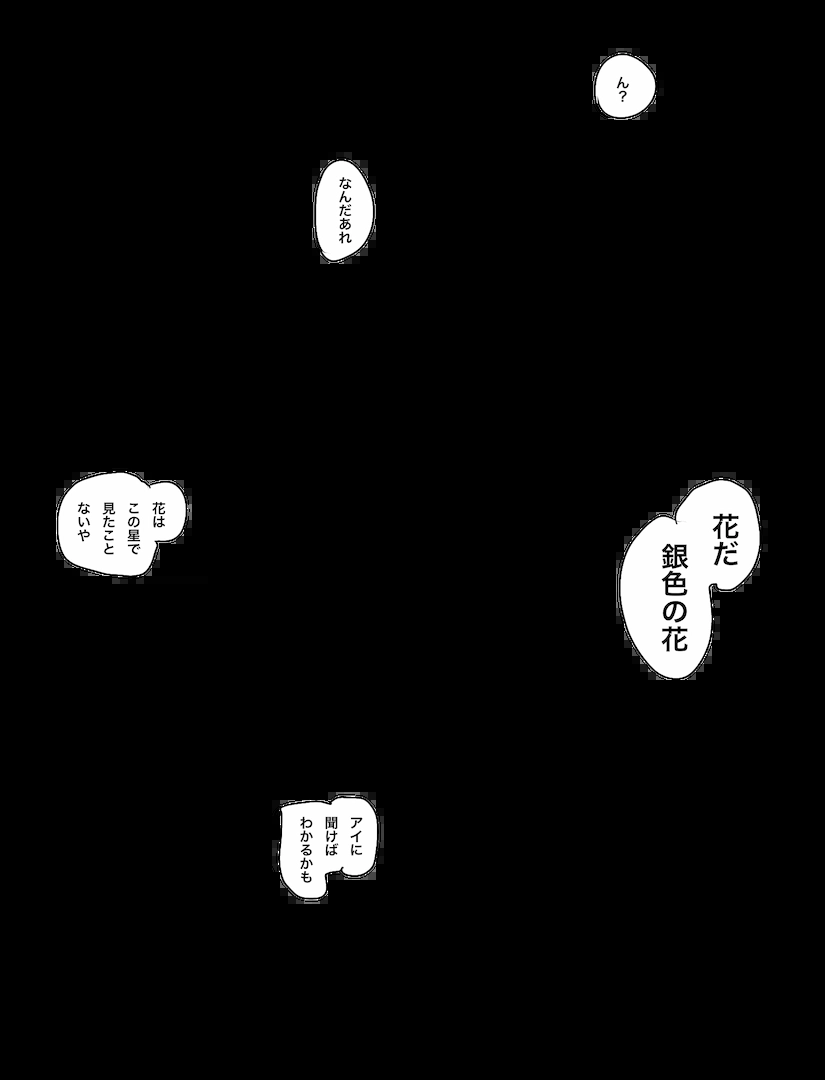 ん？
なんだあれ
花だ
銀色の花
花は
この星で
見たこと
ないや
アイに
聞けば
わかるかも